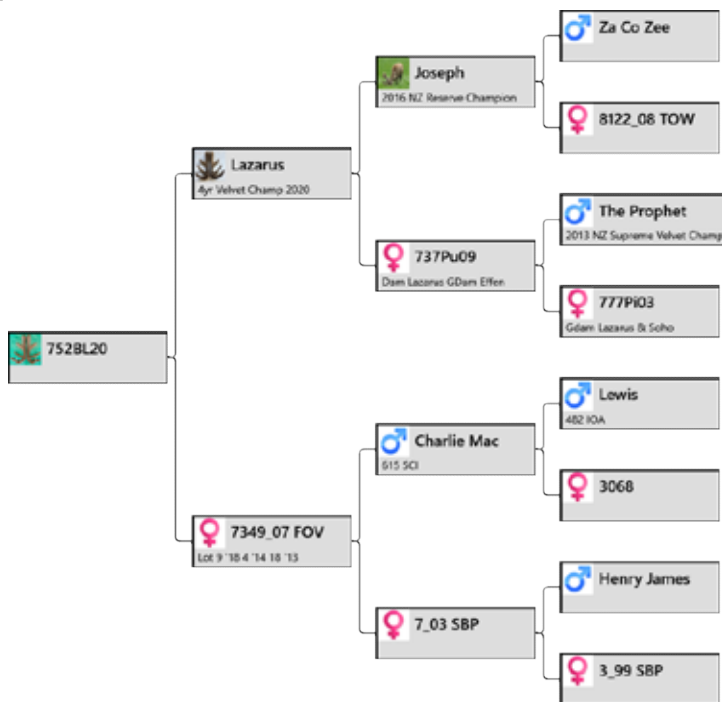 Za Co Zee
Joseph
2016 NZ Reserve Champion
8122_08 TOW
Lazarus
4yr Velvet Champ 2020
The Prophet
2013 NZ Supreme Velvet Champ
737Pu09
Dam Lazarus GDam Effen
777Pi03
Gdam Lazarus & Soho
752BL20
Lewis
482 IOA
Charlie Mac
615 SCI
3068
7349_07 FOV
Lot 9 '18 4 '14 18 '13
Henry James
7_03 SBP
3_99 SBP